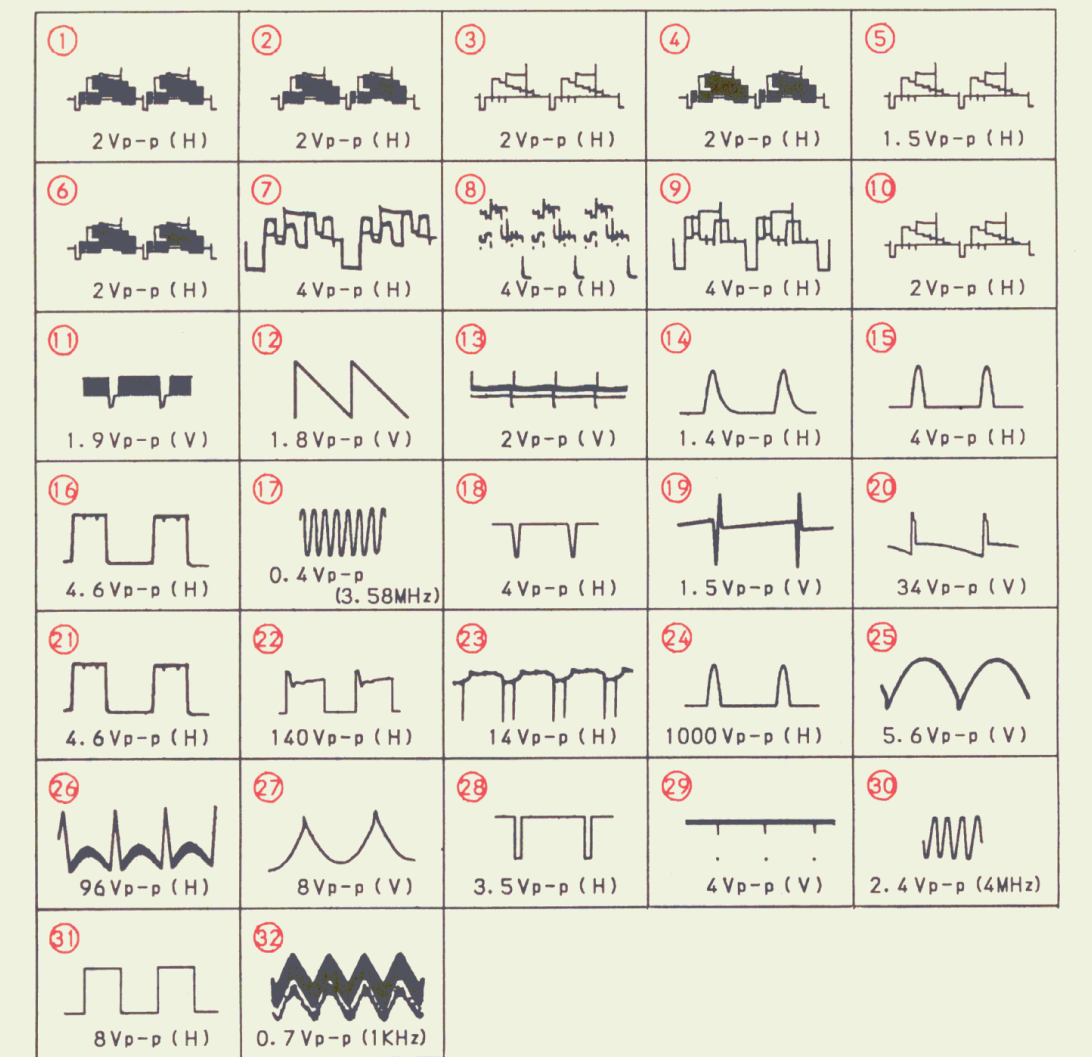 ① ② ③ ④ ⑤
2Vp-p (H) 2Vp-p (H) 2Vp-p (H) 2Vp-p (H) 1.5Vp-p (H)
⑥ ⑦ ⑧ ⑨ ⑩
2Vp-p (H) 4Vp-p (H) 4Vp-p (H) 4Vp-p (H) 2Vp-p (H)
⑪ ⑫ ⑬ ⑭ ⑮
1.9Vp-p (V) 1.8Vp-p (V) 2Vp-p (V) 1.4Vp-p (H) 4Vp-p (H)
⑯ ⑰ ⑱ ⑲ ⑳
4.6Vp-p (H) 0.4Vp-p 4Vp-p (H) 1.5Vp-p (V) 34Vp-p (V)
(3.58MHz)
㉑ ㉒ ㉓ ㉔ ㉕
4.6Vp-p (H) 140Vp-p (H) 14Vp-p (H) 1000Vp-p (H) 5.6Vp-p (V)
㉖ ㉗ ㉘ ㉙ ㉚
96Vp-p (H) 8Vp-p (V) 3.5Vp-p (H) 4Vp-p (V) 2.4Vp-p (4MHz)
㉛ ㉜
8Vp-p (H) 0.7Vp-p (1KHz)